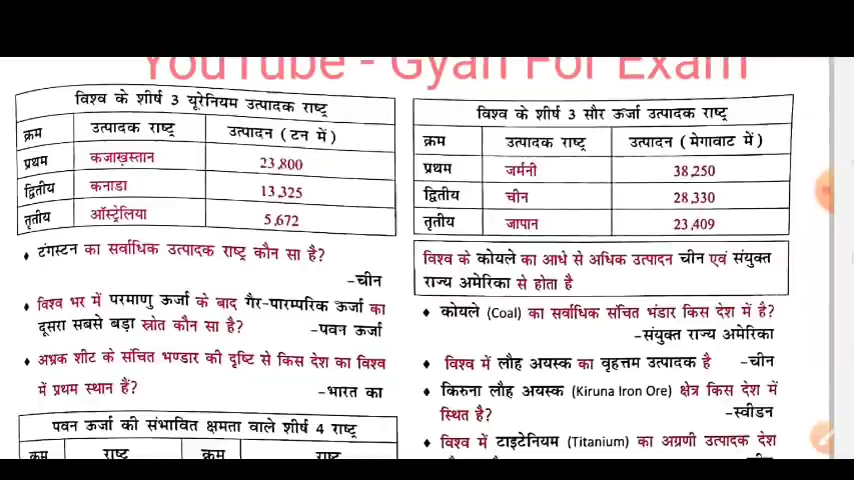 YouTube - Gyan For Exam
विश्व के शीर्ष 3 यूरेनियम उत्पादक राष्ट्र
क्रम उत्पादक राष्ट्र उत्पादन (टन में)
प्रथम कजाख़स्तान 23,800
द्वितीय कनाडा 13,325
तृतीय ऑस्ट्रेलिया 5,672
♦ टंगस्टन का सर्वाधिक उत्पादक राष्ट्र कौन सा है?
–चीन
♦ विश्व भर में परमाणु ऊर्जा के बाद गैर-पारम्परिक ऊर्जा का
दूसरा सबसे बड़ा स्रोत कौन सा है? –पवन ऊर्जा
♦ अभ्रक शीट के संचित भण्डार की दृष्टि से किस देश का विश्व
में प्रथम स्थान हैं? –भारत का
पवन ऊर्जा की संभावित क्षमता वाले शीर्ष 4 राष्ट्र
क्रम राष्ट्र क्रम राष्ट्र
विश्व के शीर्ष 3 सौर ऊर्जा उत्पादक राष्ट्र
क्रम उत्पादक राष्ट्र उत्पादन (मेगावाट में)
प्रथम जर्मनी 38,250
द्वितीय चीन 28,330
तृतीय जापान 23,409
विश्व के कोयले का आधे से अधिक उत्पादन चीन एवं संयुक्त
राज्य अमेरिका से होता है
♦ कोयले (Coal) का सर्वाधिक संचित भंडार किस देश में है?
–संयुक्त राज्य अमेरिका
♦ विश्व में लौह अयस्क का वृहत्तम उत्पादक है –चीन
♦ किरुना लौह अयस्क (Kiruna Iron Ore) क्षेत्र किस देश में
स्थित है? –स्वीडन
♦ विश्व में टाइटेनियम (Titanium) का अग्रणी उत्पादक देश